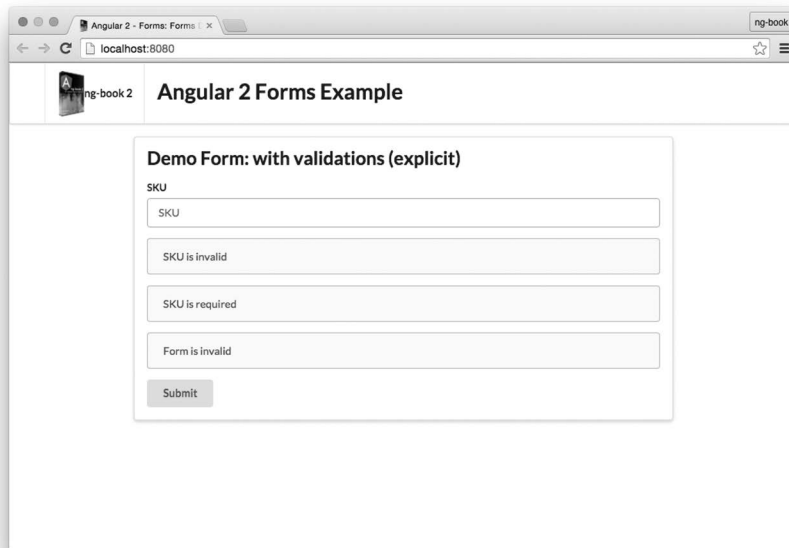 Angular 2 - Forms: Forms
ng-book
localhost:8080
ng-book 2
Angular 2 Forms Example
Demo Form: with validations (explicit)
SKU
SKU
SKU is invalid
SKU is required
Form is invalid
Submit